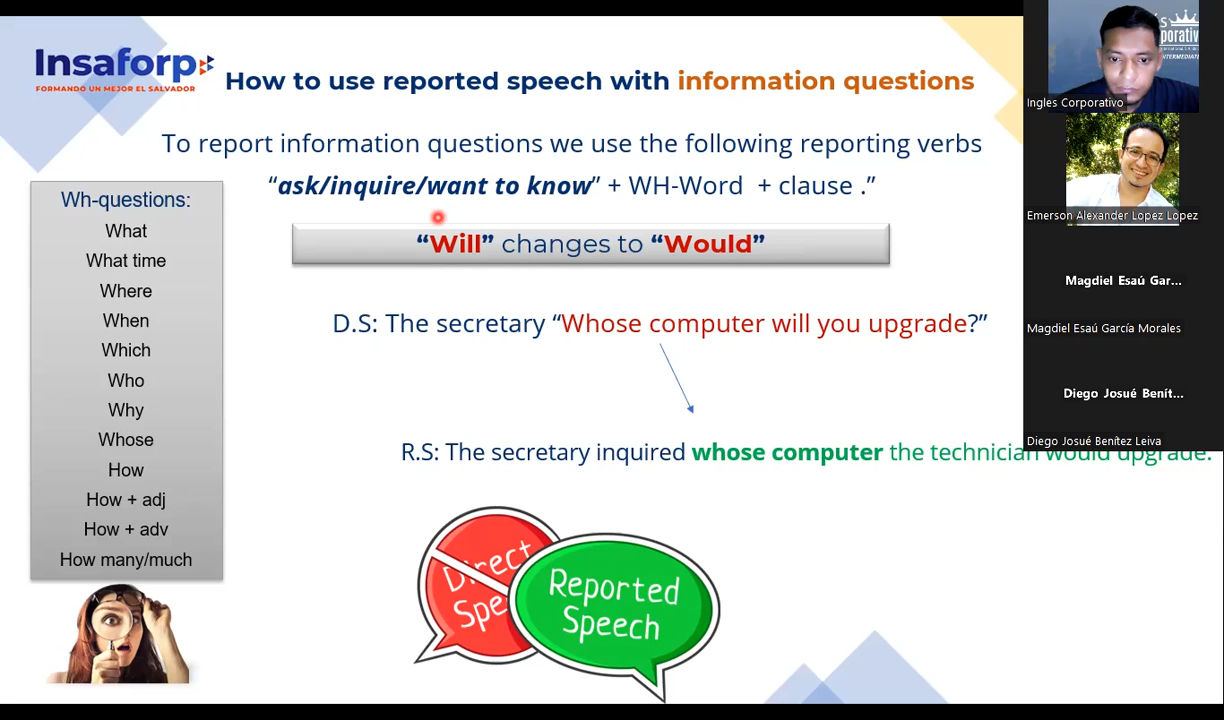 Insaforp
FORMANDO UN MEJOR EL SALVADOR
How to use reported speech with information questions
To report information questions we use the following reporting verbs
“ask/inquire/want to know” + WH-Word + clause .”
“Will” changes to “Would”
Wh-questions:
What
What time
Where
When
Which
Who
Why
Whose
How
How + adj
How + adv
How many/much
D.S: The secretary “Whose computer will you upgrade?”
R.S: The secretary inquired whose computer the technician would upgrade.
Direct
Reported
Speech
Ingles Corporativo
Emerson Alexander Lopez Lopez
Magdiel Esaú Gar...
Magdiel Esaú García Morales
Diego Josué Benít...
Diego Josué Benítez Leiva